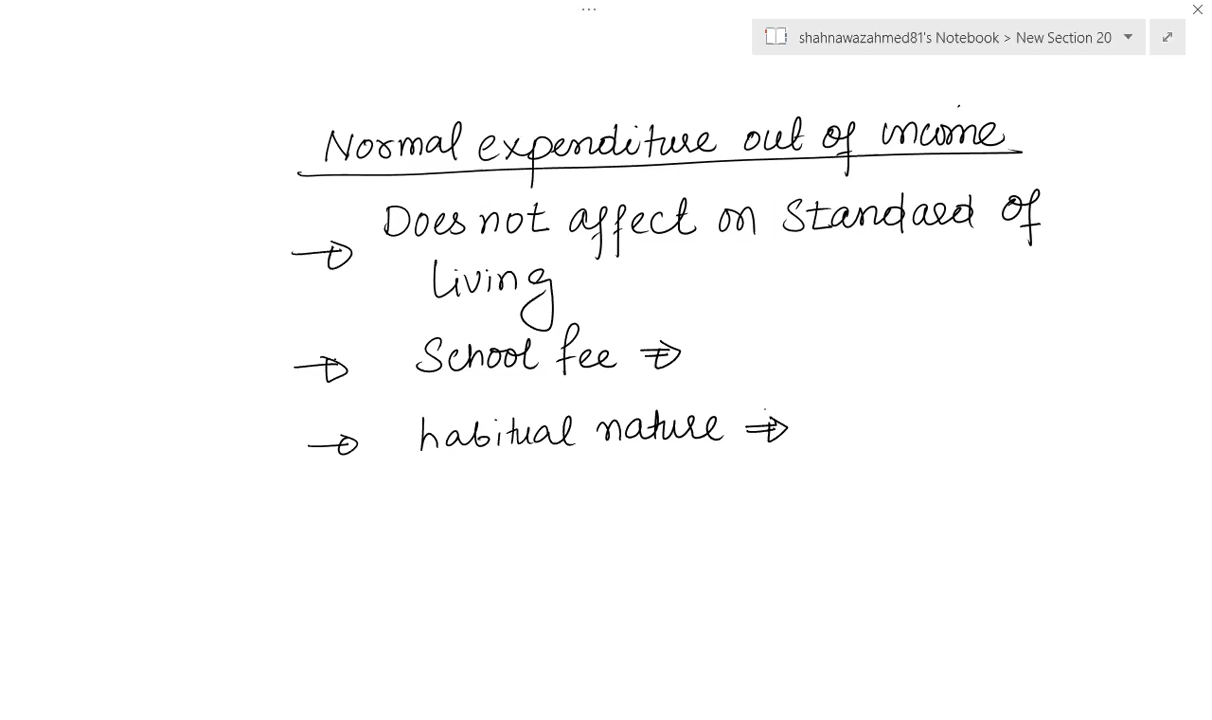 ...
shahnawazahmed81's Notebook > New Section 20
Normal expenditure out of income
Does not affect on standard of
living
School fee ⇒
habitual nature ⇒